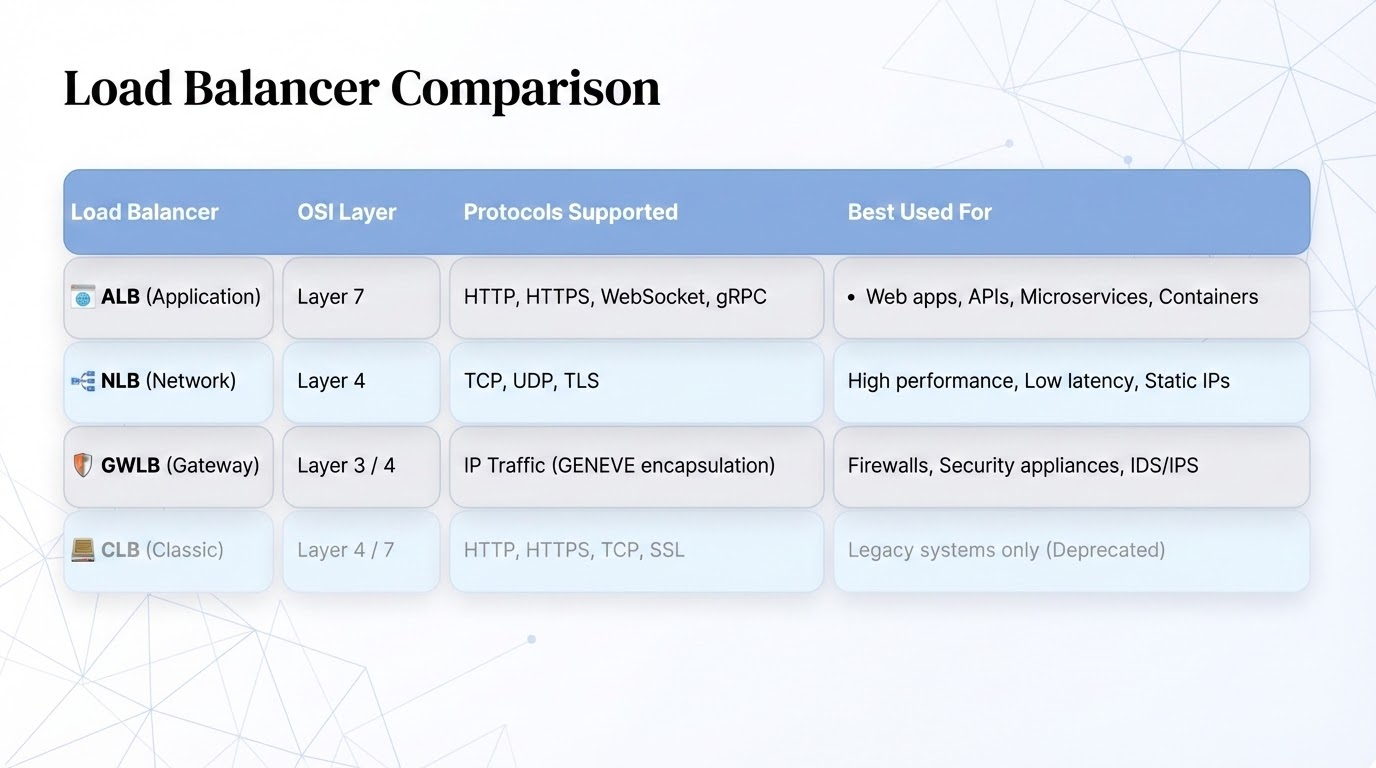 Load Balancer Comparison
Load Balancer OSI Layer Protocols Supported Best Used For
ALB (Application) Layer 7 HTTP, HTTPS, WebSocket, gRPC • Web apps, APIs, Microservices, Containers
NLB (Network) Layer 4 TCP, UDP, TLS High performance, Low latency, Static IPs
GWLB (Gateway) Layer 3 / 4 IP Traffic (GENEVE encapsulation) Firewalls, Security appliances, IDS/IPS
CLB (Classic) Layer 4 / 7 HTTP, HTTPS, TCP, SSL Legacy systems only (Deprecated)